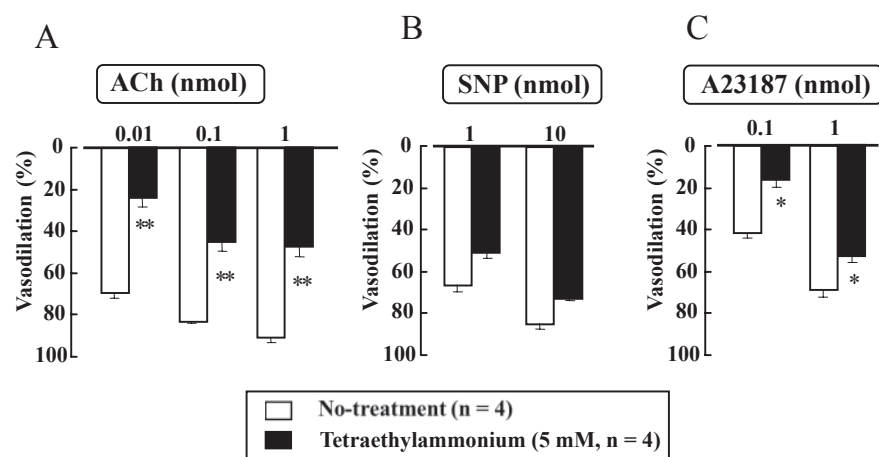 A
B
C
ACh (nmol)
SNP (nmol)
A23187 (nmol)
0.01 0.1 1
1 10
0.1 1
Vasodilation (%)
0
20
40
60
80
100
** ** **
Vasodilation (%)
0
20
40
60
80
100
Vasodilation (%)
0
20
40
60
80
100
* *
No-treatment (n = 4)
Tetraethylammonium (5 mM, n = 4)